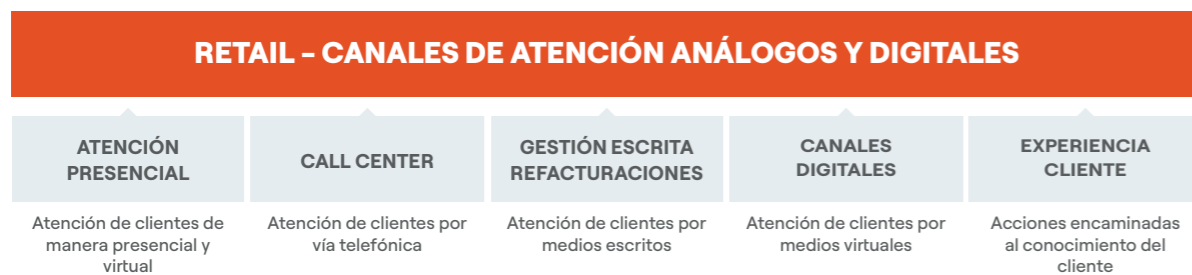 RETAIL – CANALES DE ATENCIÓN ANÁLOGOS Y DIGITALES
ATENCIÓN
PRESENCIAL
Atención de clientes de
manera presencial y
virtual
CALL CENTER
Atención de clientes por
vía telefónica
GESTIÓN ESCRITA
REFACTURACIONES
Atención de clientes por
medios escritos
CANALES
DIGITALES
Atención de clientes por
medios virtuales
EXPERIENCIA
CLIENTE
Acciones encaminadas
al conocimiento del
cliente